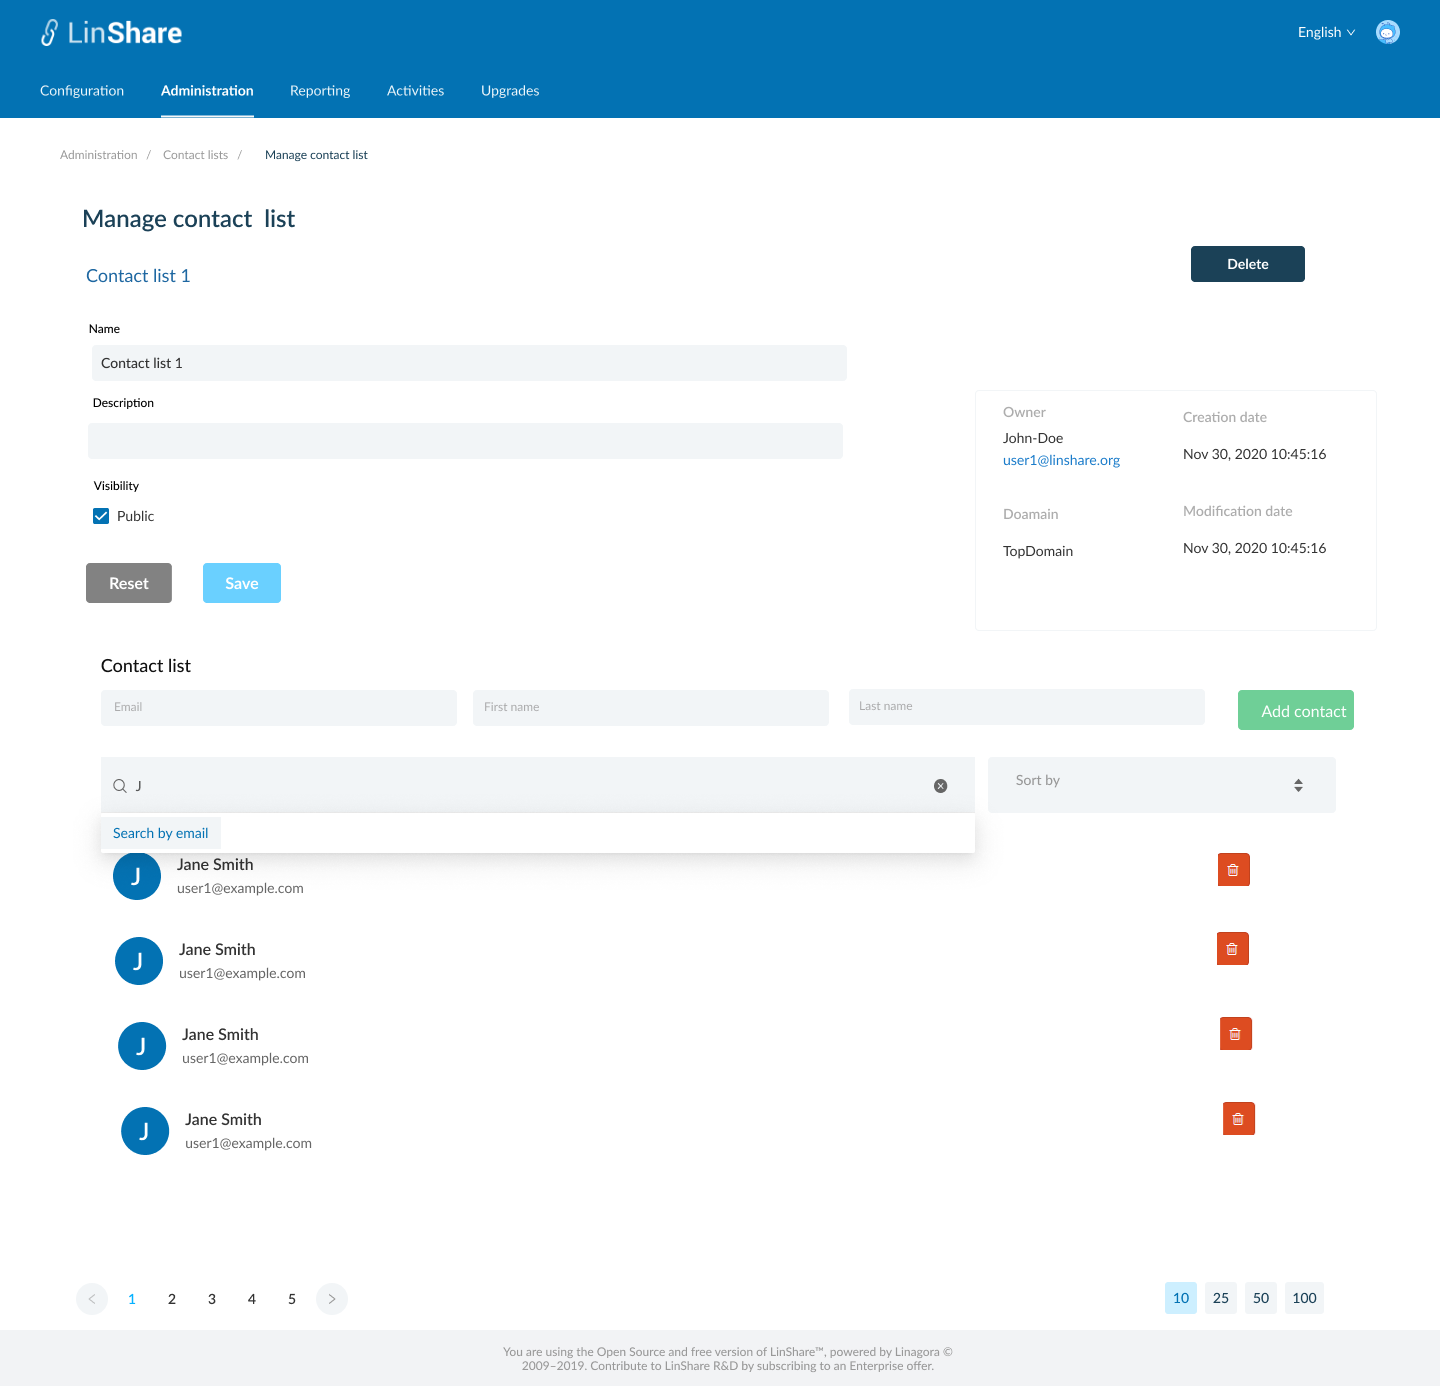 LinShare
English
Configuration
Administration
Reporting
Activities
Upgrades
Administration / Contact lists / Manage contact list
Manage contact list
Contact list 1
Delete
Name
Contact list 1
Description
Visibility
Public
Reset
Save
Owner
John-Doe
user1@linshare.org
Creation date
Nov 30, 2020 10:45:16
Doamain
TopDomain
Modification date
Nov 30, 2020 10:45:16
Contact list
Email
First name
Last name
Add contact
J
Sort by
Search by email
J
Jane Smith
user1@example.com
J
Jane Smith
user1@example.com
J
Jane Smith
user1@example.com
J
Jane Smith
user1@example.com
< 1 2 3 4 5 >
10 25 50 100
You are using the Open Source and free version of LinShare™, powered by Linagora ©
2009–2019. Contribute to LinShare R&D by subscribing to an Enterprise offer.